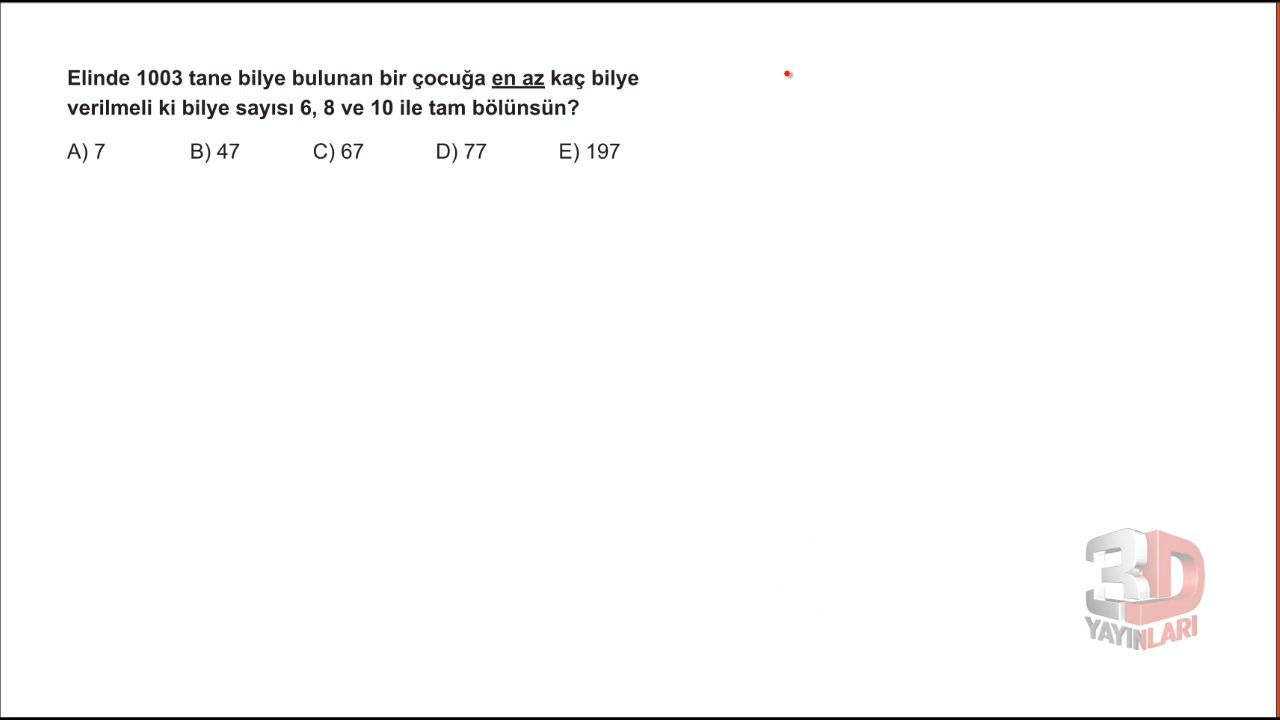 Elinde 1003 tane bilye bulunan bir çocuğa en az kaç bilye
verilmeli ki bilye sayısı 6, 8 ve 10 ile tam bölünsün?
A) 7 B) 47 C) 67 D) 77 E) 197
3D
YAYINLARI